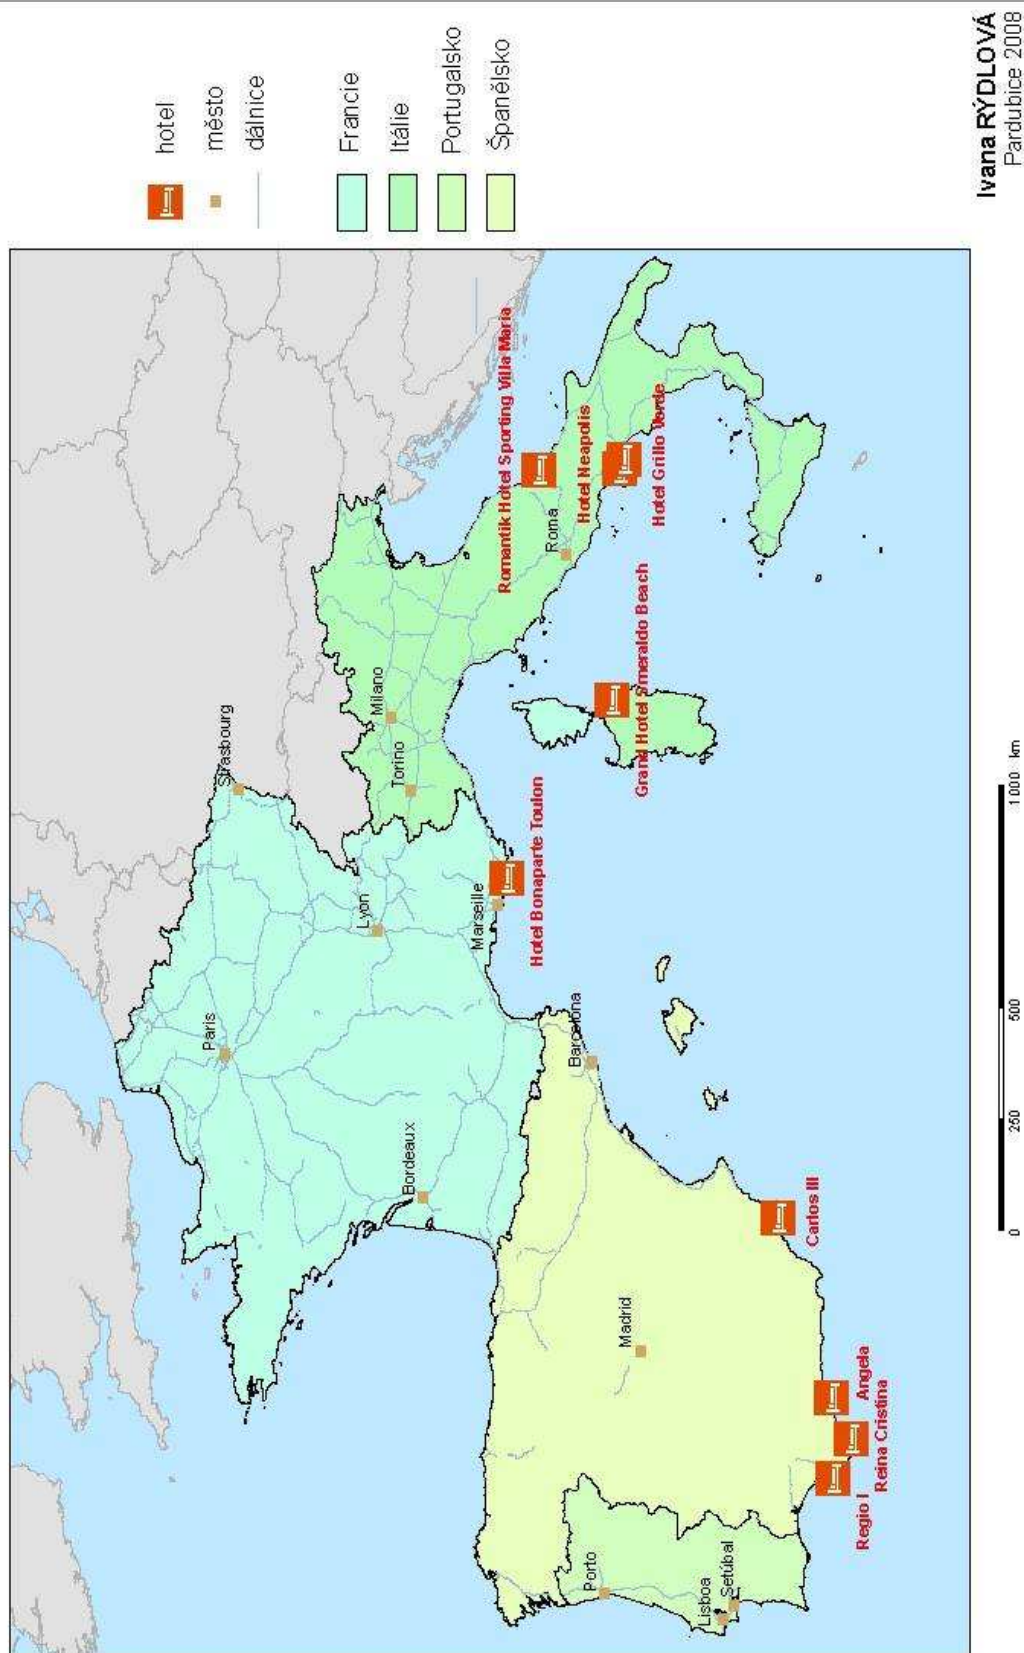 hotel
město
dálnice
Francie
Itálie
Portugalsko
Španělsko
Strasbourg
Paris
Milano
Torino
Lyon
Bordeaux
Marseille
Hotel Bonaparte Toulon
Romantik Hotel Sporting Villa Maria
Roma
Hotel Neapolis
Hotel Grillo Verde
Grand Hotel Smeraldo Beach
Barcelona
Madrid
Porto
Lisboa
Setúbal
Carlos III
Angela
Reina Cristina
Regio I
0 250 500 1 000 km
Ivana RÝDLOVÁ
Pardubice 2008